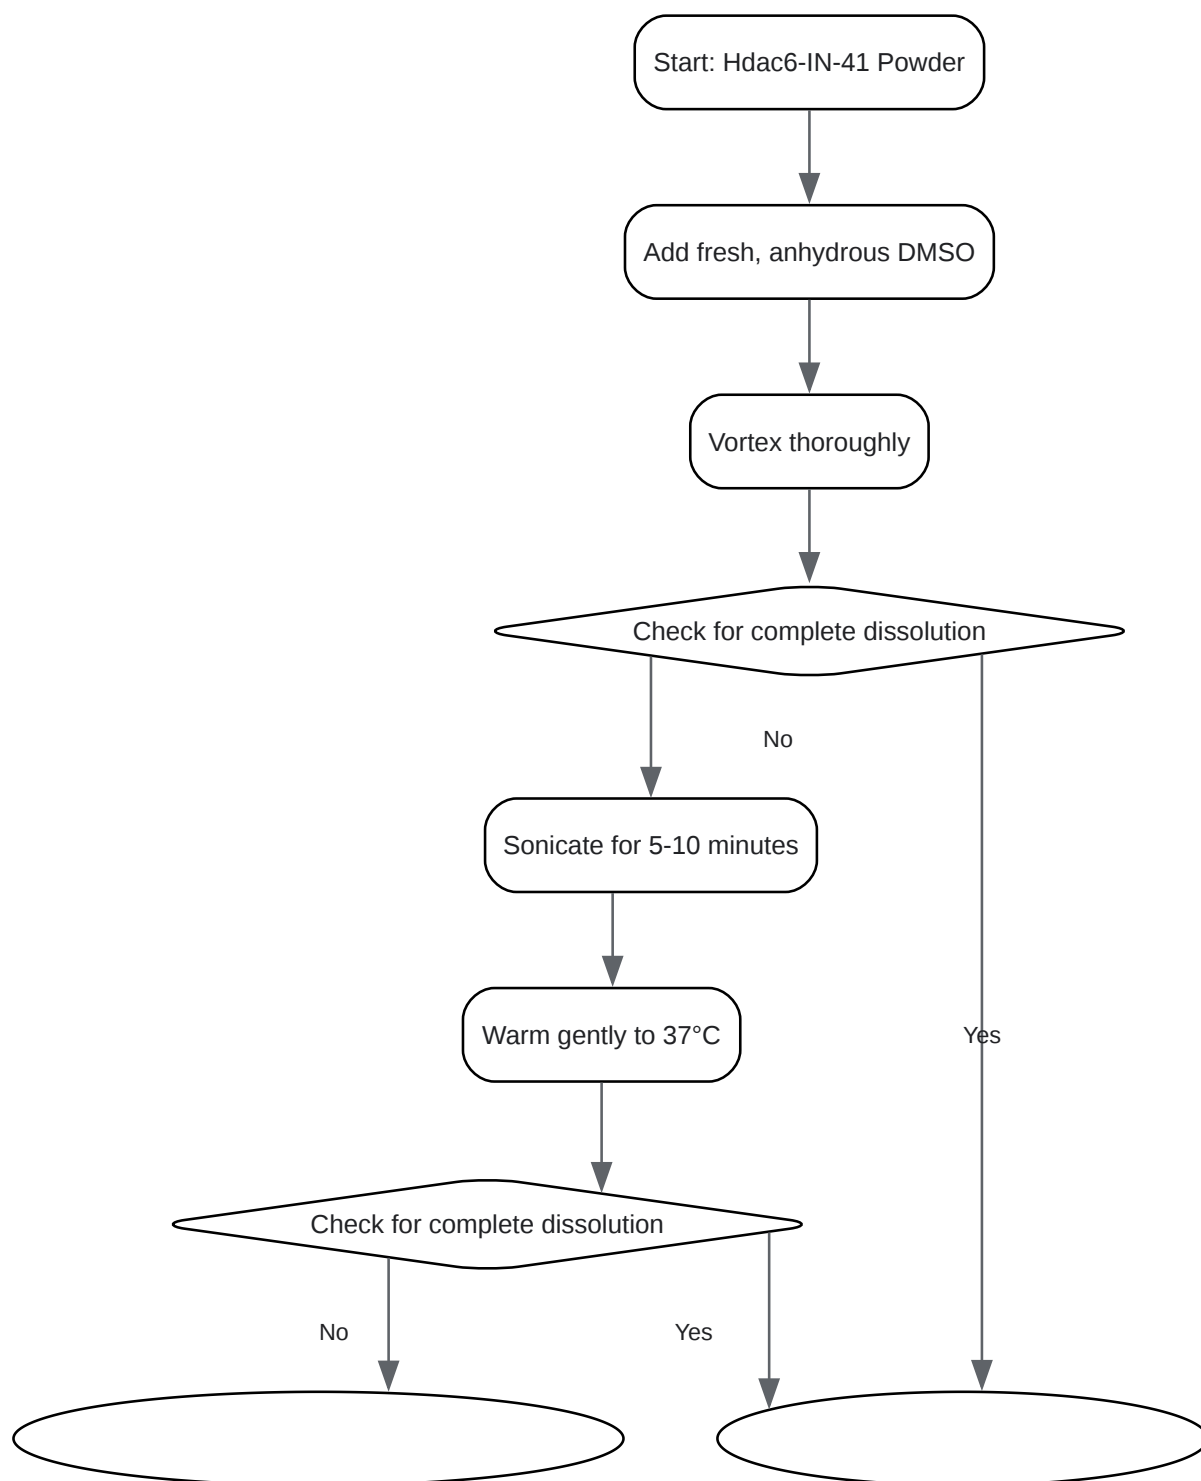 Start: Hdac6-IN-41 Powder
Add fresh, anhydrous DMSO
Vortex thoroughly
Check for complete dissolution
No
Sonicate for 5-10 minutes
Warm gently to 37°C
Yes
Check for complete dissolution
No
Yes